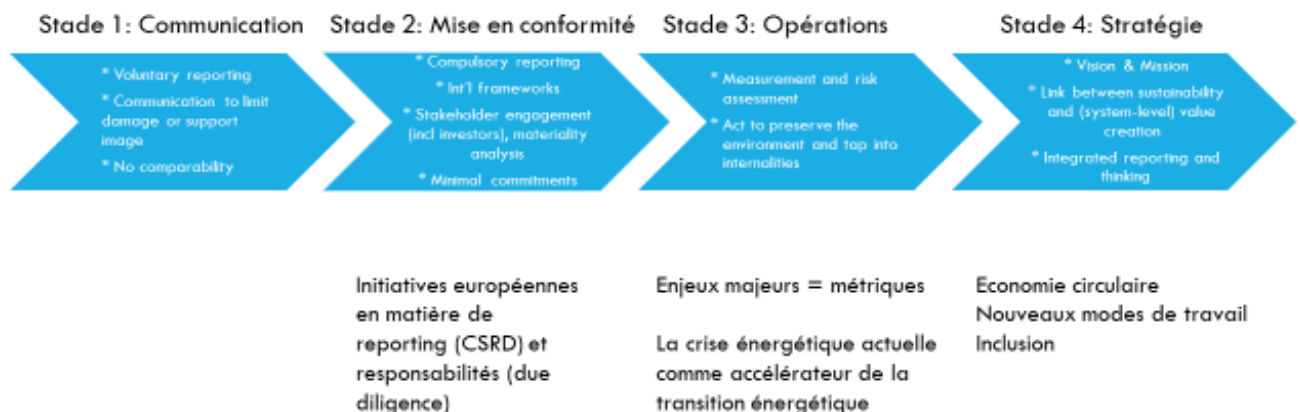 Stade 1: Communication
* Voluntary reporting
* Communication to limit
damage or support
image
* No comparability
Stade 2: Mise en conformité
* Compulsory reporting
* Int'l frameworks
* Stakeholder engagement
(incl investors), materiality
analysis
* Minimal commitments
Stade 3: Opérations
* Measurement and risk
assessment
* Act to preserve the
environment and tap into
internalities
Stade 4: Stratégie
* Vision & Mission
* Link between sustainability
and (system-level) value
creation
* Integrated reporting and
thinking
Initiatives européennes
en matière de
reporting (CSRD) et
responsabilités (due
diligence)
Enjeux majeurs = métriques
La crise énergétique actuelle
comme accélérateur de la
transition énergétique
Economie circulaire
Nouveaux modes de travail
Inclusion